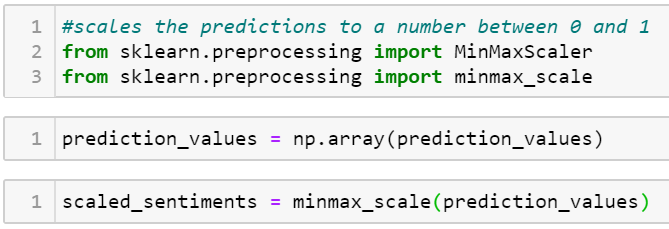 1 #scales the predictions to a number between 0 and 1
2 from sklearn.preprocessing import MinMaxScaler
3 from sklearn.preprocessing import minmax_scale
1 prediction_values = np.array(prediction_values)
1 scaled_sentiments = minmax_scale(prediction_values)